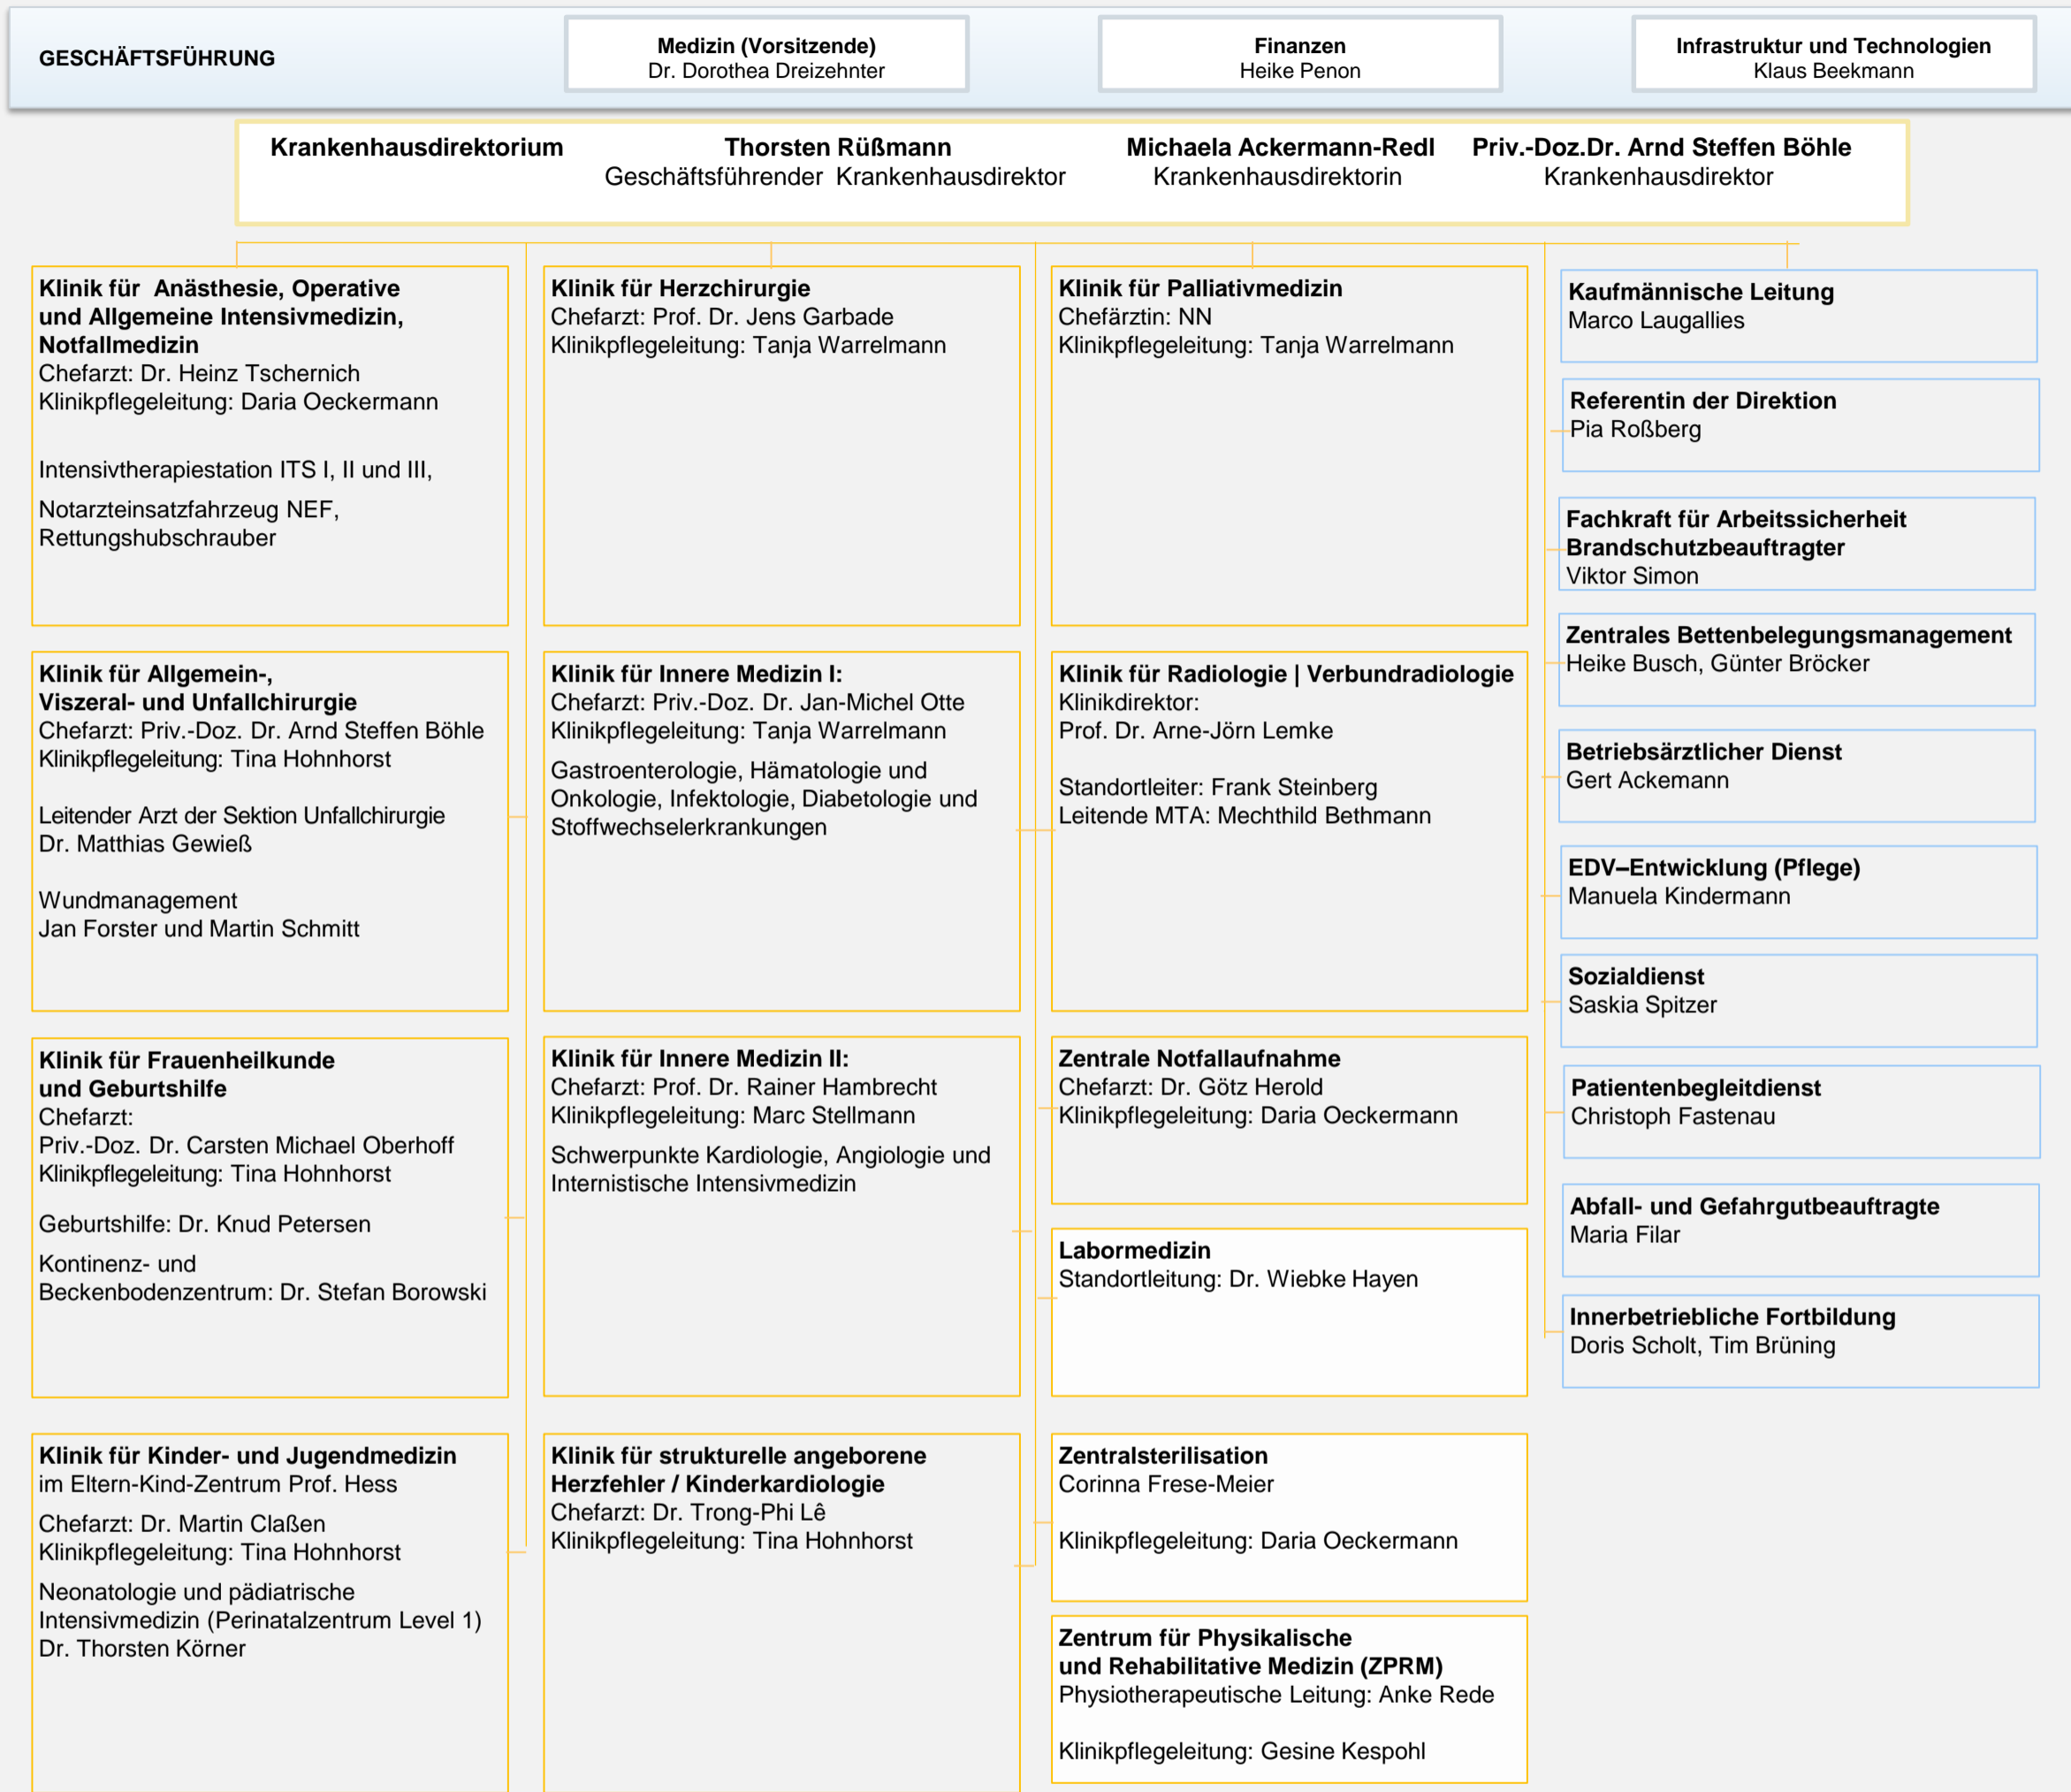 GESCHÄFTSFÜHRUNG
Medizin (Vorsitzende)
Dr. Dorothea Dreizehnter
Finanzen
Heike Penon
Infrastruktur und Technologien
Klaus Beekmann
Krankenhausdirektorium
Thorsten Rüßmann
Geschäftsführender Krankenhausdirektor
Michaela Ackermann-Redl
Krankenhausdirektorin
Priv.-Doz.Dr. Arnd Steffen Böhle
Krankenhausdirektor
Klinik für Anästhesie, Operative
und Allgemeine Intensivmedizin,
Notfallmedizin
Chefarzt: Dr. Heinz Tschernich
Klinikpflegeleitung: Daria Oeckermann
Intensivtherapiestation ITS I, II und III,
Notarzteinsatzfahrzeug NEF,
Rettungshubschrauber
Klinik für Allgemein-,
Viszeral- und Unfallchirurgie
Chefarzt: Priv.-Doz. Dr. Arnd Steffen Böhle
Klinikpflegeleitung: Tina Hohnhorst
Leitender Arzt der Sektion Unfallchirurgie
Dr. Matthias Gewieß
Wundmanagement
Jan Forster und Martin Schmitt
Klinik für Frauenheilkunde
und Geburtshilfe
Chefarzt:
Priv.-Doz. Dr. Carsten Michael Oberhoff
Klinikpflegeleitung: Tina Hohnhorst
Geburtshilfe: Dr. Knud Petersen
Kontinenz- und
Beckenbodenzentrum: Dr. Stefan Borowski
Klinik für Kinder- und Jugendmedizin
im Eltern-Kind-Zentrum Prof. Hess
Chefarzt: Dr. Martin Claßen
Klinikpflegeleitung: Tina Hohnhorst
Neonatologie und pädiatrische
Intensivmedizin (Perinatalzentrum Level 1)
Dr. Thorsten Körner
Klinik für Herzchirurgie
Chefarzt: Prof. Dr. Jens Garbade
Klinikpflegeleitung: Tanja Warrelmann
Klinik für Innere Medizin I:
Chefarzt: Priv.-Doz. Dr. Jan-Michel Otte
Klinikpflegeleitung: Tanja Warrelmann
Gastroenterologie, Hämatologie und
Onkologie, Infektologie, Diabetologie und
Stoffwechselerkrankungen
Klinik für Innere Medizin II:
Chefarzt: Prof. Dr. Rainer Hambrecht
Klinikpflegeleitung: Marc Stellmann
Schwerpunkte Kardiologie, Angiologie und
Internistische Intensivmedizin
Klinik für strukturelle angeborene
Herzfehler / Kinderkardiologie
Chefarzt: Dr. Trong-Phi Lê
Klinikpflegeleitung: Tina Hohnhorst
Klinik für Palliativmedizin
Chefärztin: NN
Klinikpflegeleitung: Tanja Warrelmann
Klinik für Radiologie | Verbundradiologie
Klinikdirektor:
Prof. Dr. Arne-Jörn Lemke
Standortleiter: Frank Steinberg
Leitende MTA: Mechthild Bethmann
Zentrale Notfallaufnahme
Chefarzt: Dr. Götz Herold
Klinikpflegeleitung: Daria Oeckermann
Labormedizin
Standortleitung: Dr. Wiebke Hayen
Zentralsterilisation
Corinna Frese-Meier
Klinikpflegeleitung: Daria Oeckermann
Zentrum für Physikalische
und Rehabilitative Medizin (ZPRM)
Physiotherapeutische Leitung: Anke Rede
Klinikpflegeleitung: Gesine Kespohl
Kaufmännische Leitung
Marco Laugallies
Referentin der Direktion
Pia Roßberg
Fachkraft für Arbeitssicherheit
Brandschutzbeauftragter
Viktor Simon
Zentrales Bettenbelegungsmanagement
Heike Busch, Günter Bröcker
Betriebsärztlicher Dienst
Gert Ackemann
EDV–Entwicklung (Pflege)
Manuela Kindermann
Sozialdienst
Saskia Spitzer
Patientenbegleitdienst
Christoph Fastenau
Abfall- und Gefahrgutbeauftragte
Maria Filar
Innerbetriebliche Fortbildung
Doris Scholt, Tim Brüning